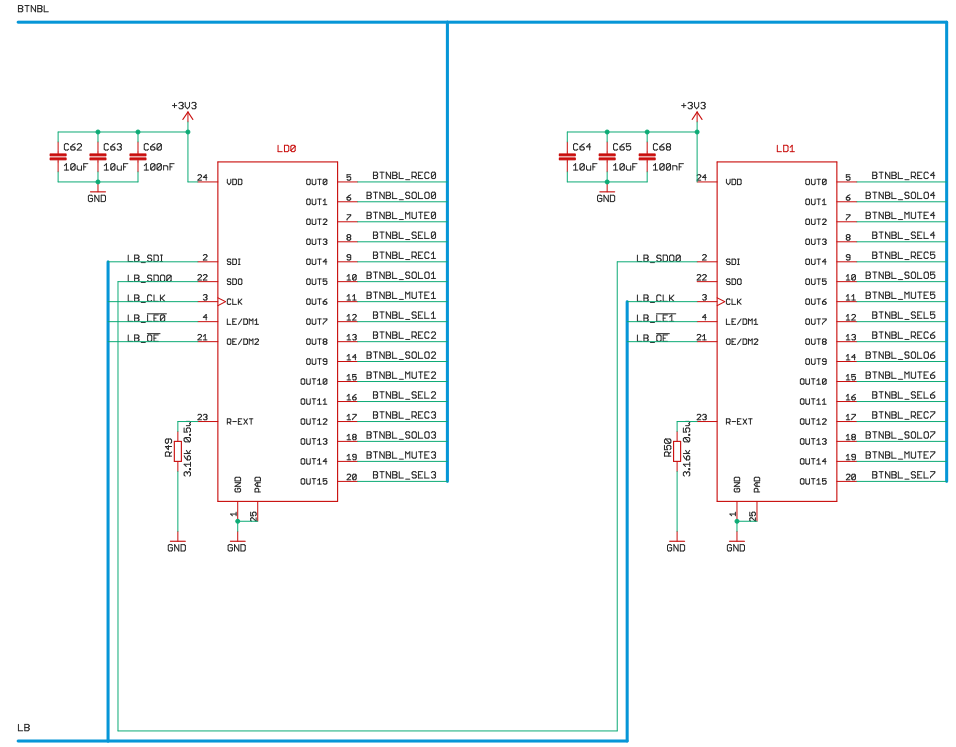 BTNBL
+3V3
C62
10uF
C63
10uF
C60
100nF
GND
LD0
24 VDD
LB_SDI 2 SDI
LB_SDO0 22 SDO
LB_CLK 3 CLK
LB_LE0 4 LE/DM1
LB_OE 21 OE/DM2
23 R-EXT
R49
3.16k 0.5%
GND
GND
1
PAD
25
GND
OUT0 5 BTNBL_REC0
OUT1 6 BTNBL_SOLO0
OUT2 7 BTNBL_MUTE0
OUT3 8 BTNBL_SEL0
OUT4 9 BTNBL_REC1
OUT5 10 BTNBL_SOLO1
OUT6 11 BTNBL_MUTE1
OUT7 12 BTNBL_SEL1
OUT8 13 BTNBL_REC2
OUT9 14 BTNBL_SOLO2
OUT10 15 BTNBL_MUTE2
OUT11 16 BTNBL_SEL2
OUT12 17 BTNBL_REC3
OUT13 18 BTNBL_SOLO3
OUT14 19 BTNBL_MUTE3
OUT15 20 BTNBL_SEL3
+3V3
C64
10uF
C65
10uF
C68
100nF
GND
LD1
24 VDD
LB_SDO0 2 SDI
22 SDO
LB_CLK 3 CLK
LB_LE1 4 LE/DM1
LB_OE 21 OE/DM2
23 R-EXT
R50
3.16k 0.5%
GND
GND
1
PAD
25
GND
OUT0 5 BTNBL_REC4
OUT1 6 BTNBL_SOLO4
OUT2 7 BTNBL_MUTE4
OUT3 8 BTNBL_SEL4
OUT4 9 BTNBL_REC5
OUT5 10 BTNBL_SOLO5
OUT6 11 BTNBL_MUTE5
OUT7 12 BTNBL_SEL5
OUT8 13 BTNBL_REC6
OUT9 14 BTNBL_SOLO6
OUT10 15 BTNBL_MUTE6
OUT11 16 BTNBL_SEL6
OUT12 17 BTNBL_REC7
OUT13 18 BTNBL_SOLO7
OUT14 19 BTNBL_MUTE7
OUT15 20 BTNBL_SEL7
LB